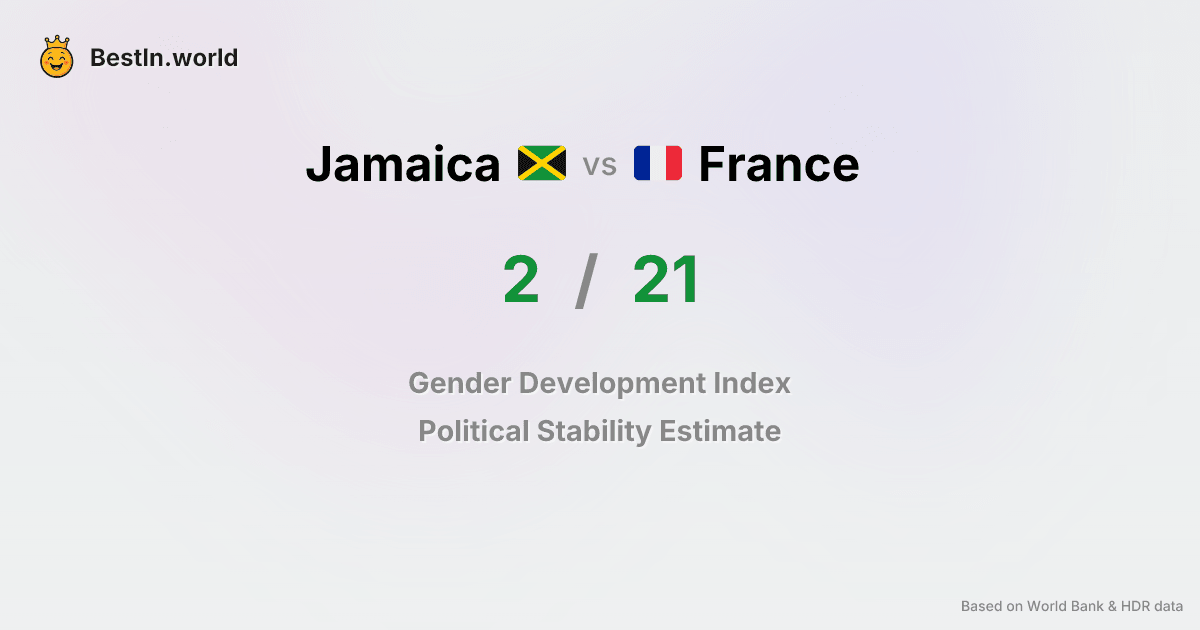 BestIn.world
Jamaica vs France
2 / 21
Gender Development Index
Political Stability Estimate
Based on World Bank & HDR data